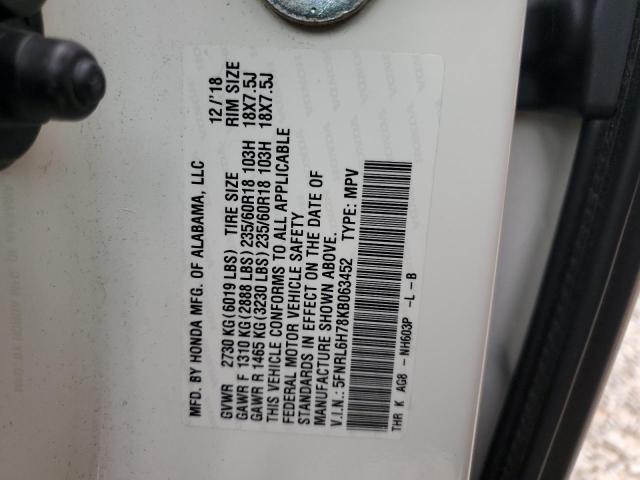 MFD. BY HONDA MFG. OF ALABAMA, LLC 12/'18
GVWR 2730 KG (6019 LBS) TIRE SIZE RIM SIZE
GAWR F 1310 KG (2888 LBS) 235/60R18 103H 18X7.5J
GAWR R 1465 KG (3230 LBS) 235/60R18 103H 18X7.5J
THIS VEHICLE CONFORMS TO ALL APPLICABLE
FEDERAL MOTOR VEHICLE SAFETY
STANDARDS IN EFFECT ON THE DATE OF
MANUFACTURE SHOWN ABOVE.
V.I.N.: 5FNRL6H78KB063452 TYPE: MPV
THR K AG8 - NH603P -L -B